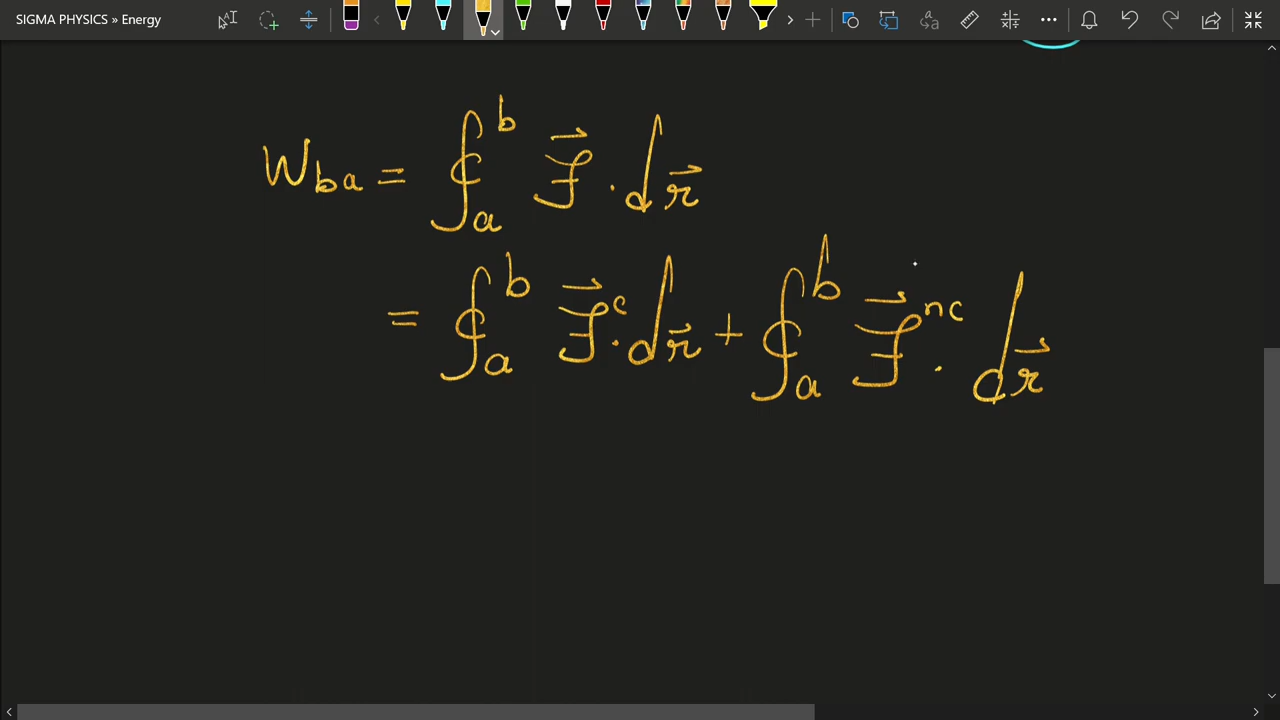 SIGMA PHYSICS » Energy
W_ba = ∮_a^b F⃗ . dr⃗
= ∮_a^b F⃗^c . dr⃗ + ∮_a^b F⃗^nc . dr⃗